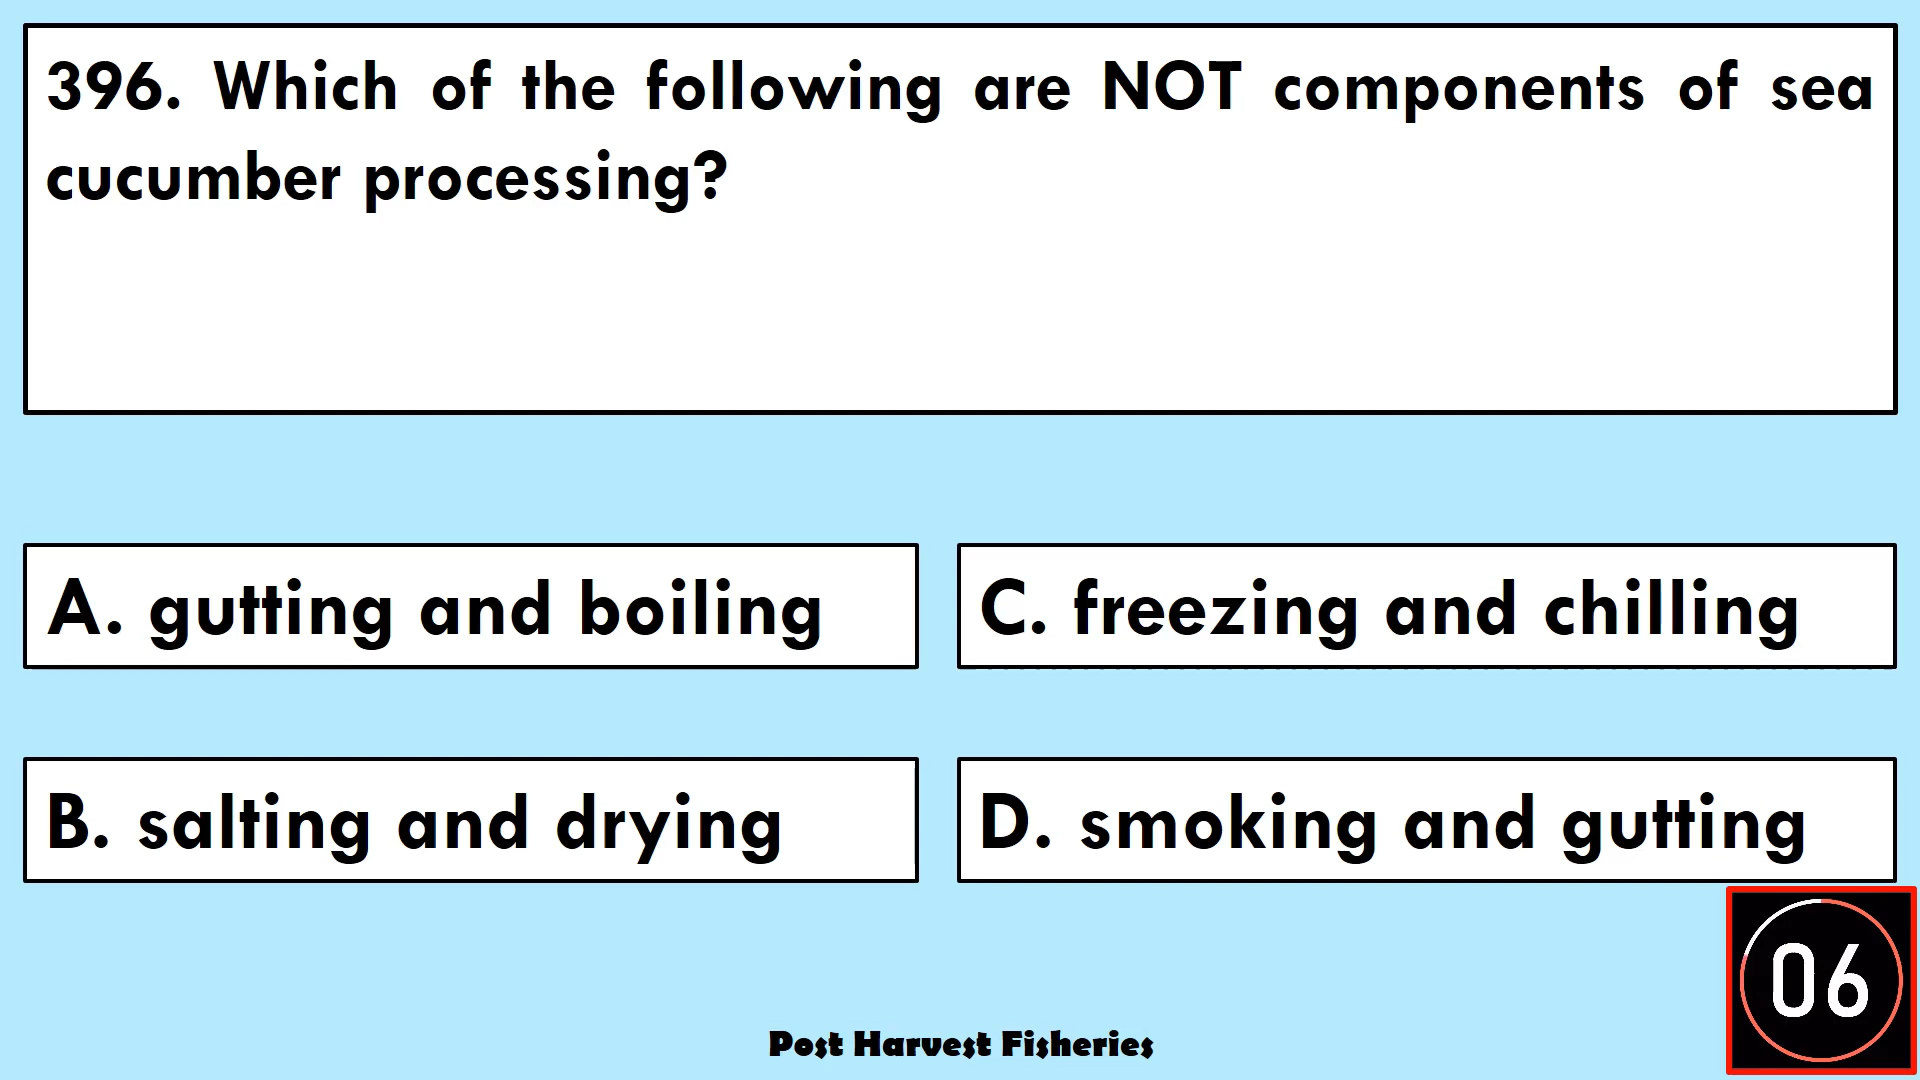 396. Which of the following are NOT components of sea
cucumber processing?
A. gutting and boiling
C. freezing and chilling
B. salting and drying
D. smoking and gutting
06
Post Harvest Fisheries